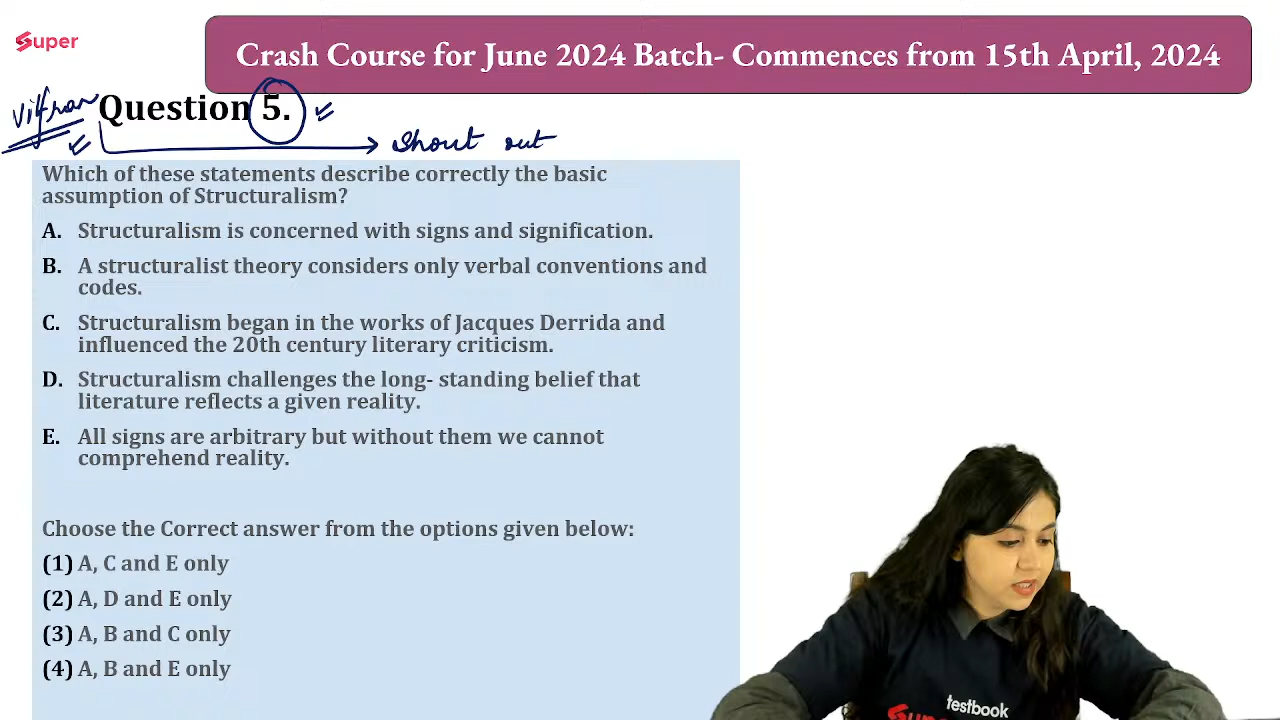 Super
Crash Course for June 2024 Batch- Commences from 15th April, 2024
Question 5.
Shout out
Which of these statements describe correctly the basic
assumption of Structuralism?
A. Structuralism is concerned with signs and signification.
B. A structuralist theory considers only verbal conventions and
codes.
C. Structuralism began in the works of Jacques Derrida and
influenced the 20th century literary criticism.
D. Structuralism challenges the long- standing belief that
literature reflects a given reality.
E. All signs are arbitrary but without them we cannot
comprehend reality.
Choose the Correct answer from the options given below:
(1) A, C and E only
(2) A, D and E only
(3) A, B and C only
(4) A, B and E only
testbook